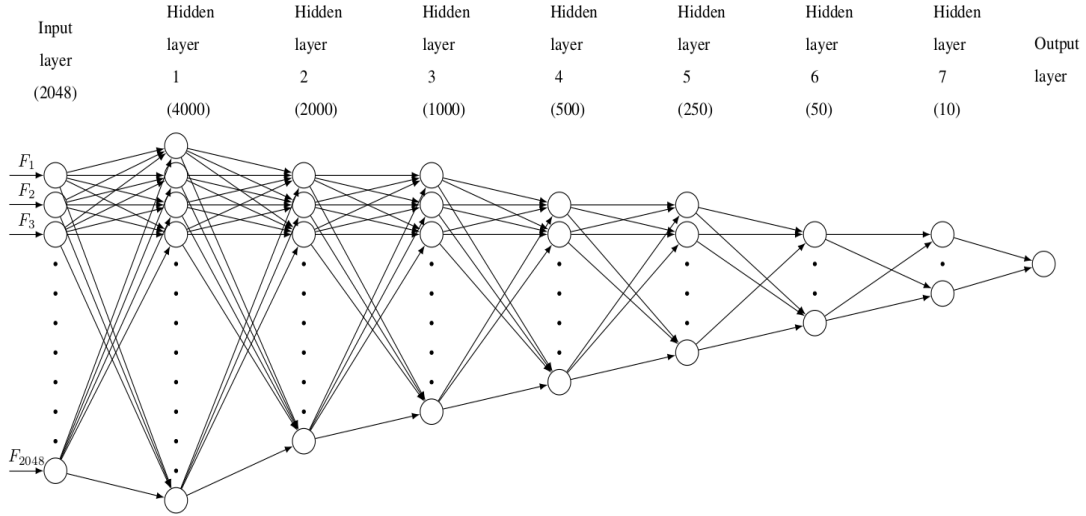 Input
layer
(2048)
Hidden
layer
1
(4000)
Hidden
layer
2
(2000)
Hidden
layer
3
(1000)
Hidden
layer
4
(500)
Hidden
layer
5
(250)
Hidden
layer
6
(50)
Hidden
layer
7
(10)
Output
layer
F1
F2
F3
F2048